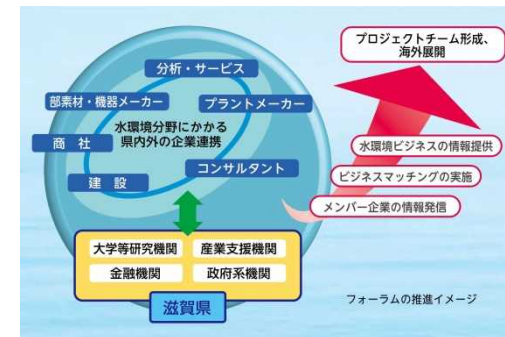 プロジェクトチーム形成、
海外展開
分析・サービス
部素材・機器メーカー
プラントメーカー
水環境分野にかかる
県内外の企業連携
商 社
コンサルタント
建 設
水環境ビジネスの情報提供
ビジネスマッチングの実施
メンバー企業の情報発信
大学等研究機関
産業支援機関
金融機関
政府系機関
滋賀県
フォーラムの推進イメージ